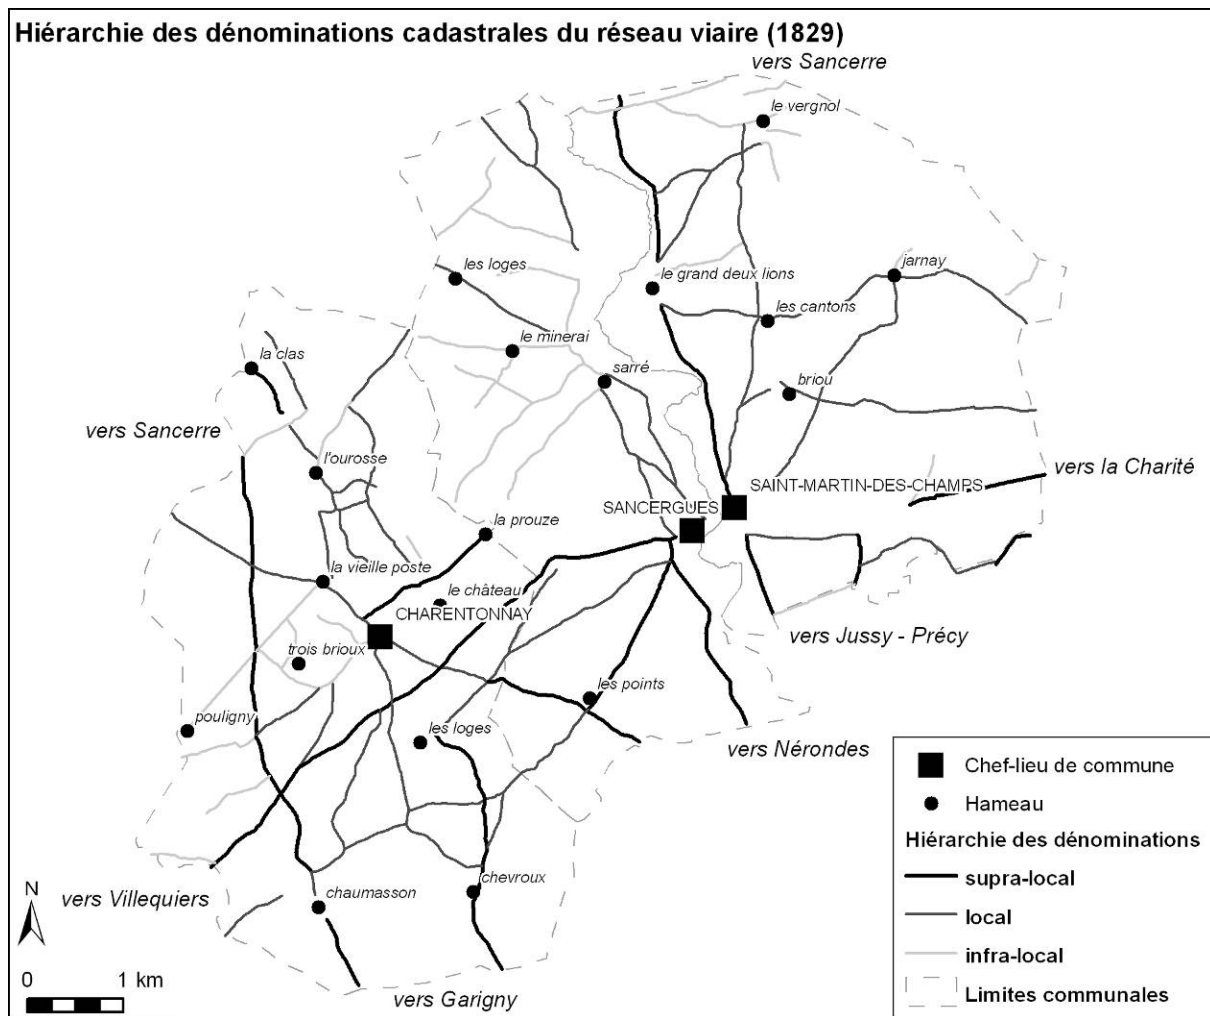 Hiérarchie des dénominations cadastrales du réseau viaire (1829)
vers Sancerre
le vergnol
les loges
le grand deux lions
jarnay
les cantons
le minerai
la clas
sarré
briou
vers Sancerre
l'ourosse
vers la Charité
SAINT-MARTIN-DES-CHAMPS
SANCERGUES
la prouze
la vieille poste
le château
CHARENTONNAY
vers Jussy - Précy
trois brioux
les points
pouligny
les loges
vers Nérondes
chevroux
chaumasson
vers Villequiers
vers Garigny
N
0 1 km
Chef-lieu de commune
Hameau
Hiérarchie des dénominations
supra-local
local
infra-local
Limites communales